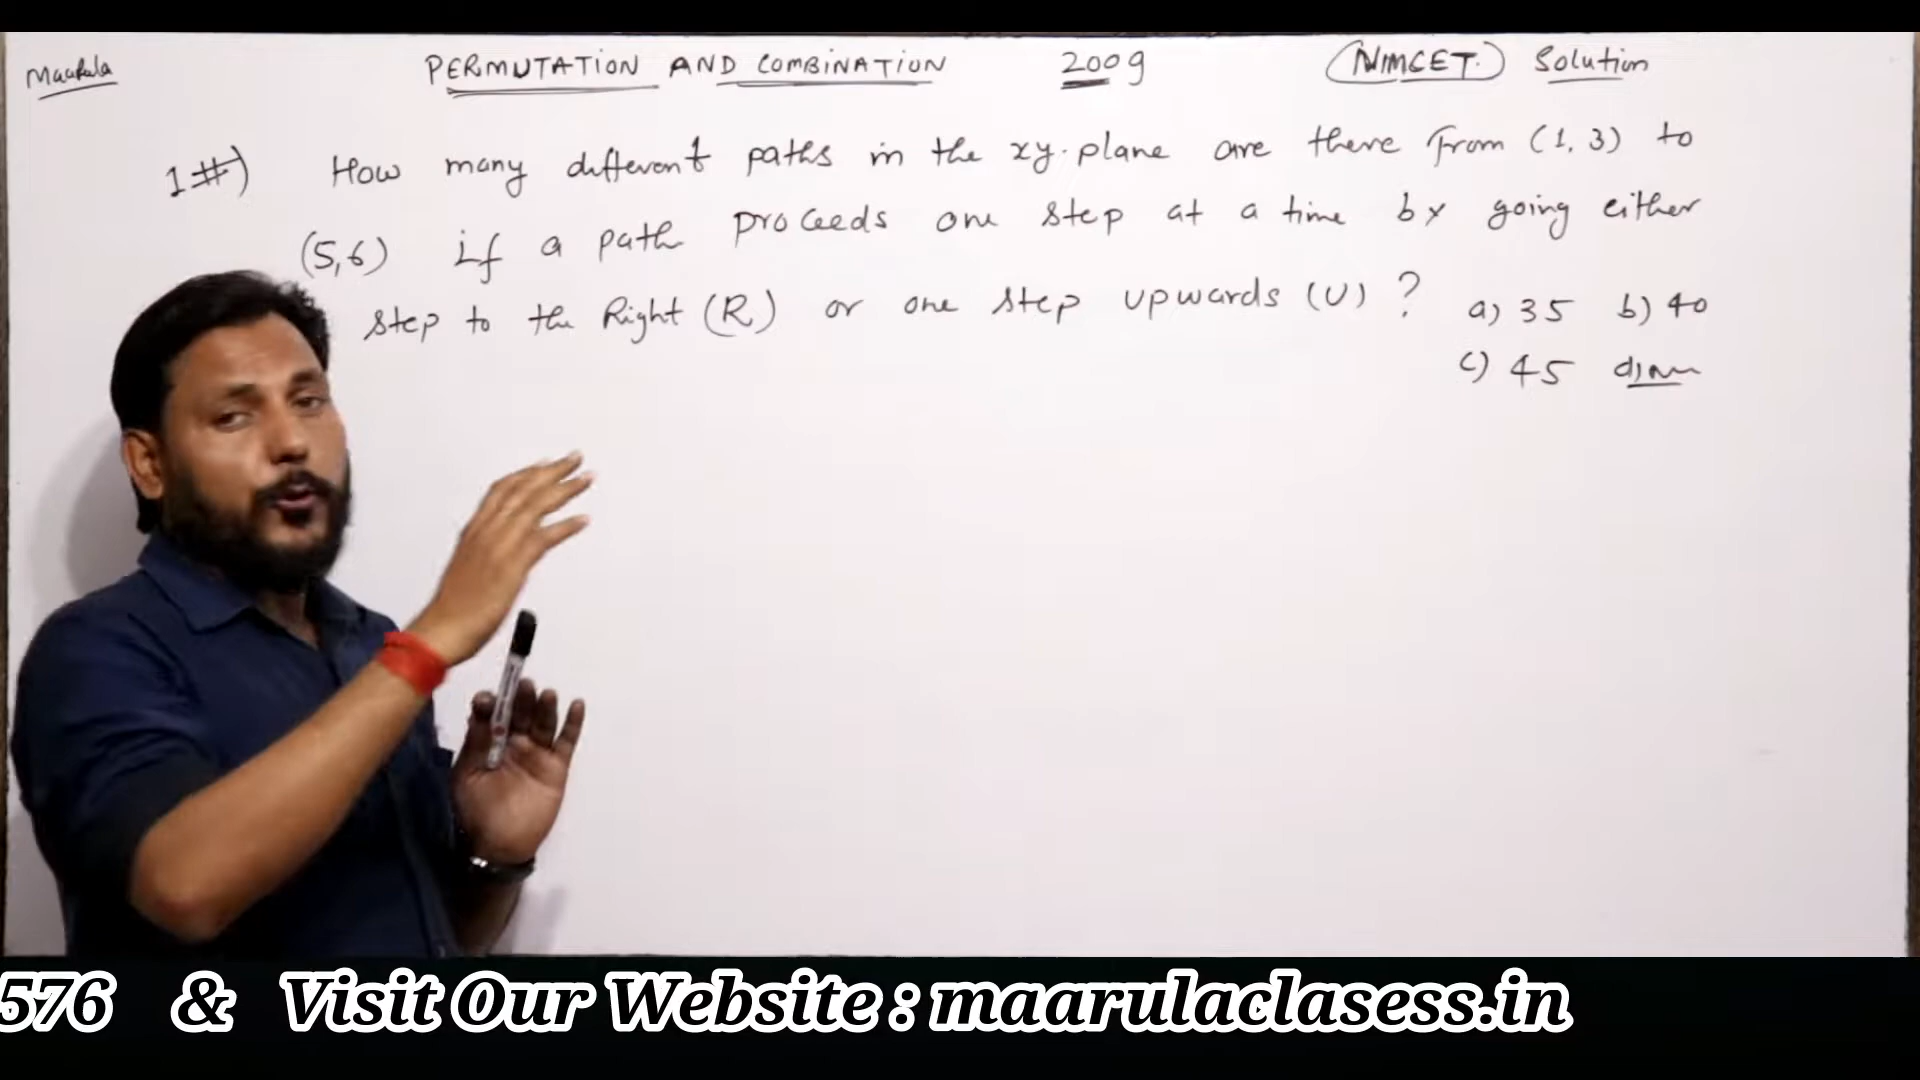 Maarula PERMUTATION AND COMBINATION 2009 NIMCET. Solution
1#) How many different paths in the xy-plane are there from (1, 3) to
(5,6) if a path proceeds one step at a time by going either
step to the Right (R) or one step upwards (U) ? a) 35 b) 40
c) 45 d)
576 & Visit Our Website : maarulaclasess.in